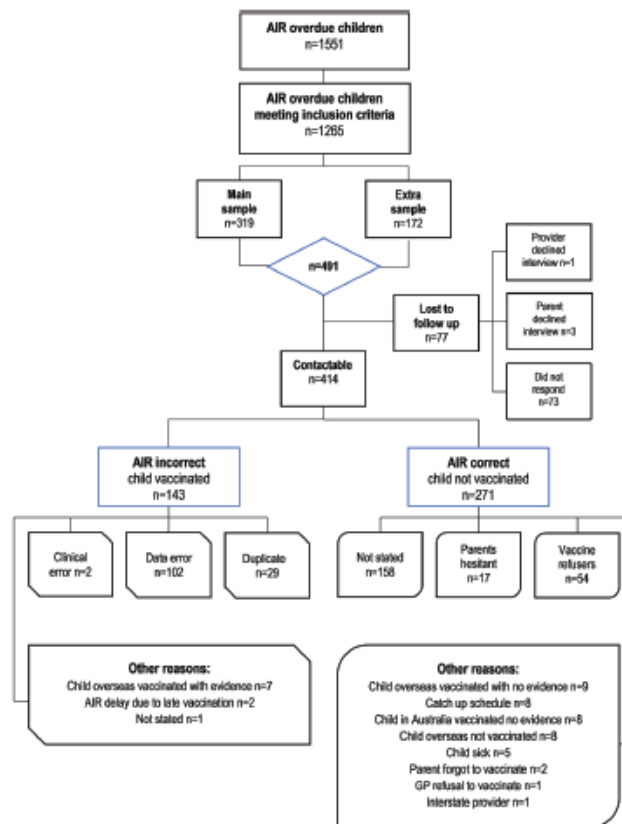 AIR overdue children
n=1551
AIR overdue children
meeting inclusion criteria
n=1265
Main
sample
n=319
Extra
sample
n=172
n=491
Provider
declined
interview n=1
Lost to
follow up
n=77
Parent
declined
interview n=3
Did not
respond
n=73
Contactable
n=414
AIR incorrect
child vaccinated
n=143
AIR correct
child not vaccinated
n=271
Clinical
error n=2
Data error
n=102
Duplicate
n=29
Not stated
n=158
Parents
hesitant
n=17
Vaccine
refusers
n=54
Other reasons:
Child overseas vaccinated with evidence n=7
AIR delay due to late vaccination n=2
Not stated n=1
Other reasons:
Child overseas vaccinated with no evidence n=9
Catch up schedule n=8
Child in Australia vaccinated no evidence n=8
Child overseas not vaccinated n=8
Child sick n=5
Parent forgot to vaccinate n=2
GP refusal to vaccinate n=1
Interstate provider n=1